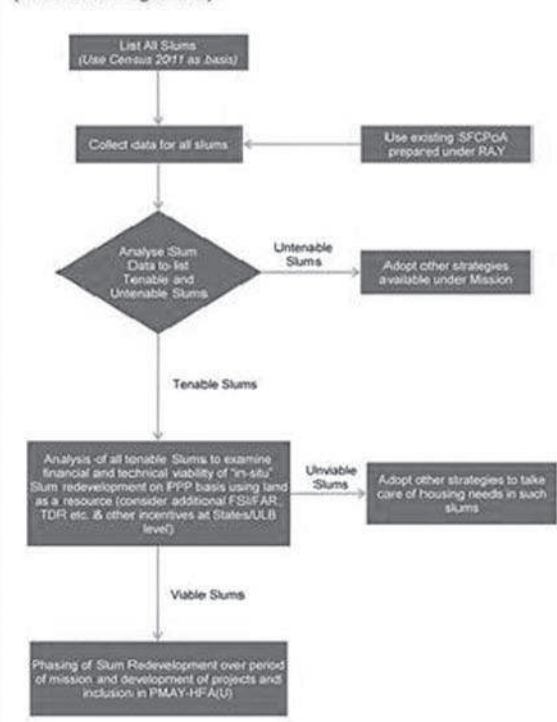 List All Slums
(Use Census 2011 as basis)
Collect data for all slums
Use existing SFCPoA
prepared under RAY
Analyse Slum
Data to list
Tenable and
Untenable Slums
Untenable
Slums
Adopt other strategies
available under Mission
Tenable Slums
Analysis of all tenable Slums to examine
financial and technical viability of "in-situ"
Slum redevelopment on PPP basis using land
as a resource (consider additional FSI/FAR,
TDR etc. & other incentives at States/ULB
level)
Unviable
Slums
Adopt other strategies to take
care of housing needs in such
slums
Viable Slums
Phasing of Slum Redevelopment over period
of mission and development of projects and
inclusion in PMAY-HFA(U)